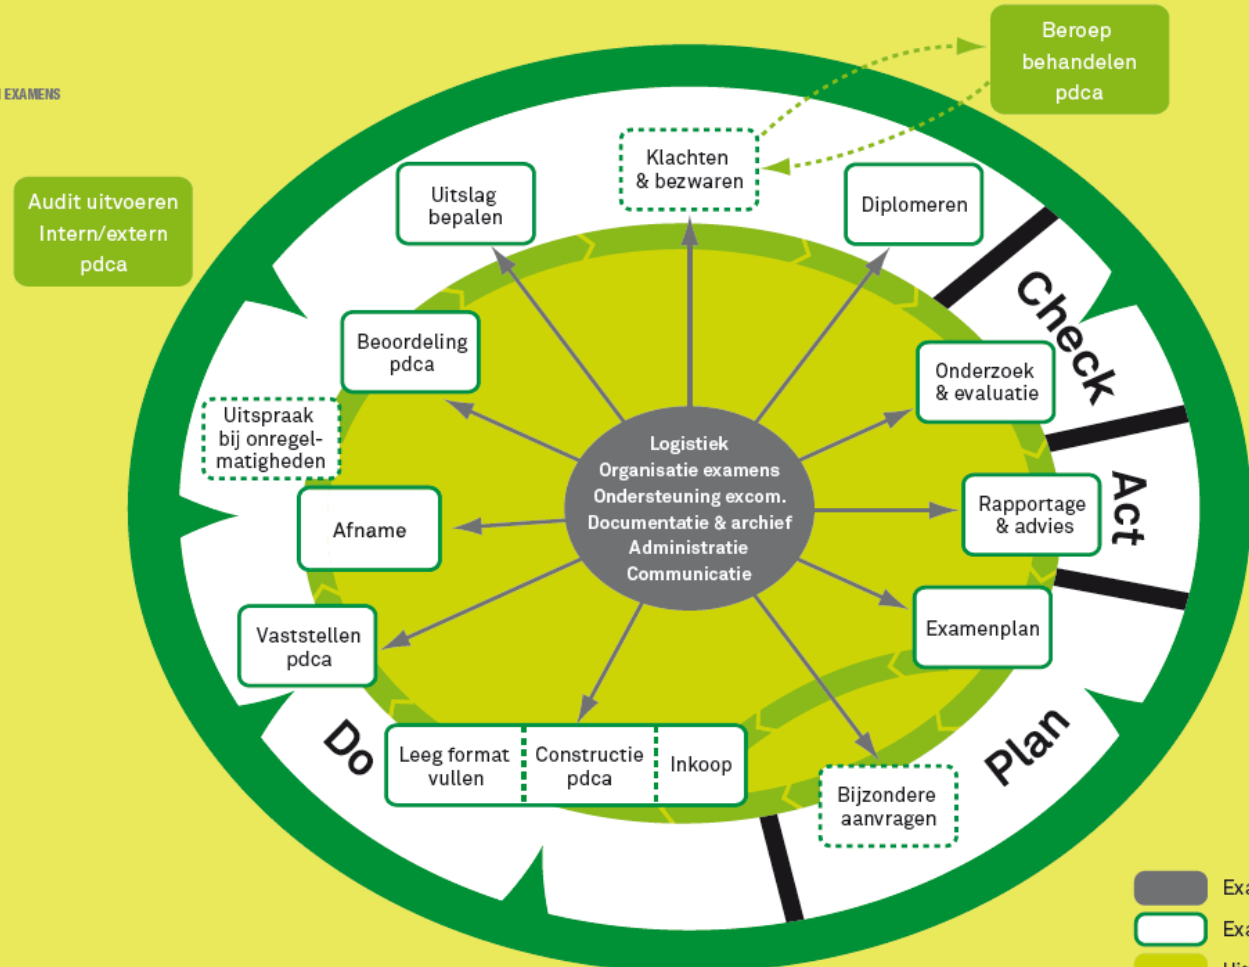 EXAMENS
Beroep
behandelen
pdca
Audit uitvoeren
Intern/extern
pdca
Klachten
& bezwaren
Uitslag
bepalen
Diplomeren
Check
Beoordeling
pdca
Onderzoek
& evaluatie
Uitspraak
bij onregel-
matigheden
Logistiek
Organisatie examens
Ondersteuning excom.
Documentatie & archief
Administratie
Communicatie
Afname
Rapportage
& advies
Act
Examenplan
Vaststellen
pdca
Do
Leeg format
vullen
Constructie
pdca
Inkoop
Bijzondere
aanvragen
Plan
Exa
Exa